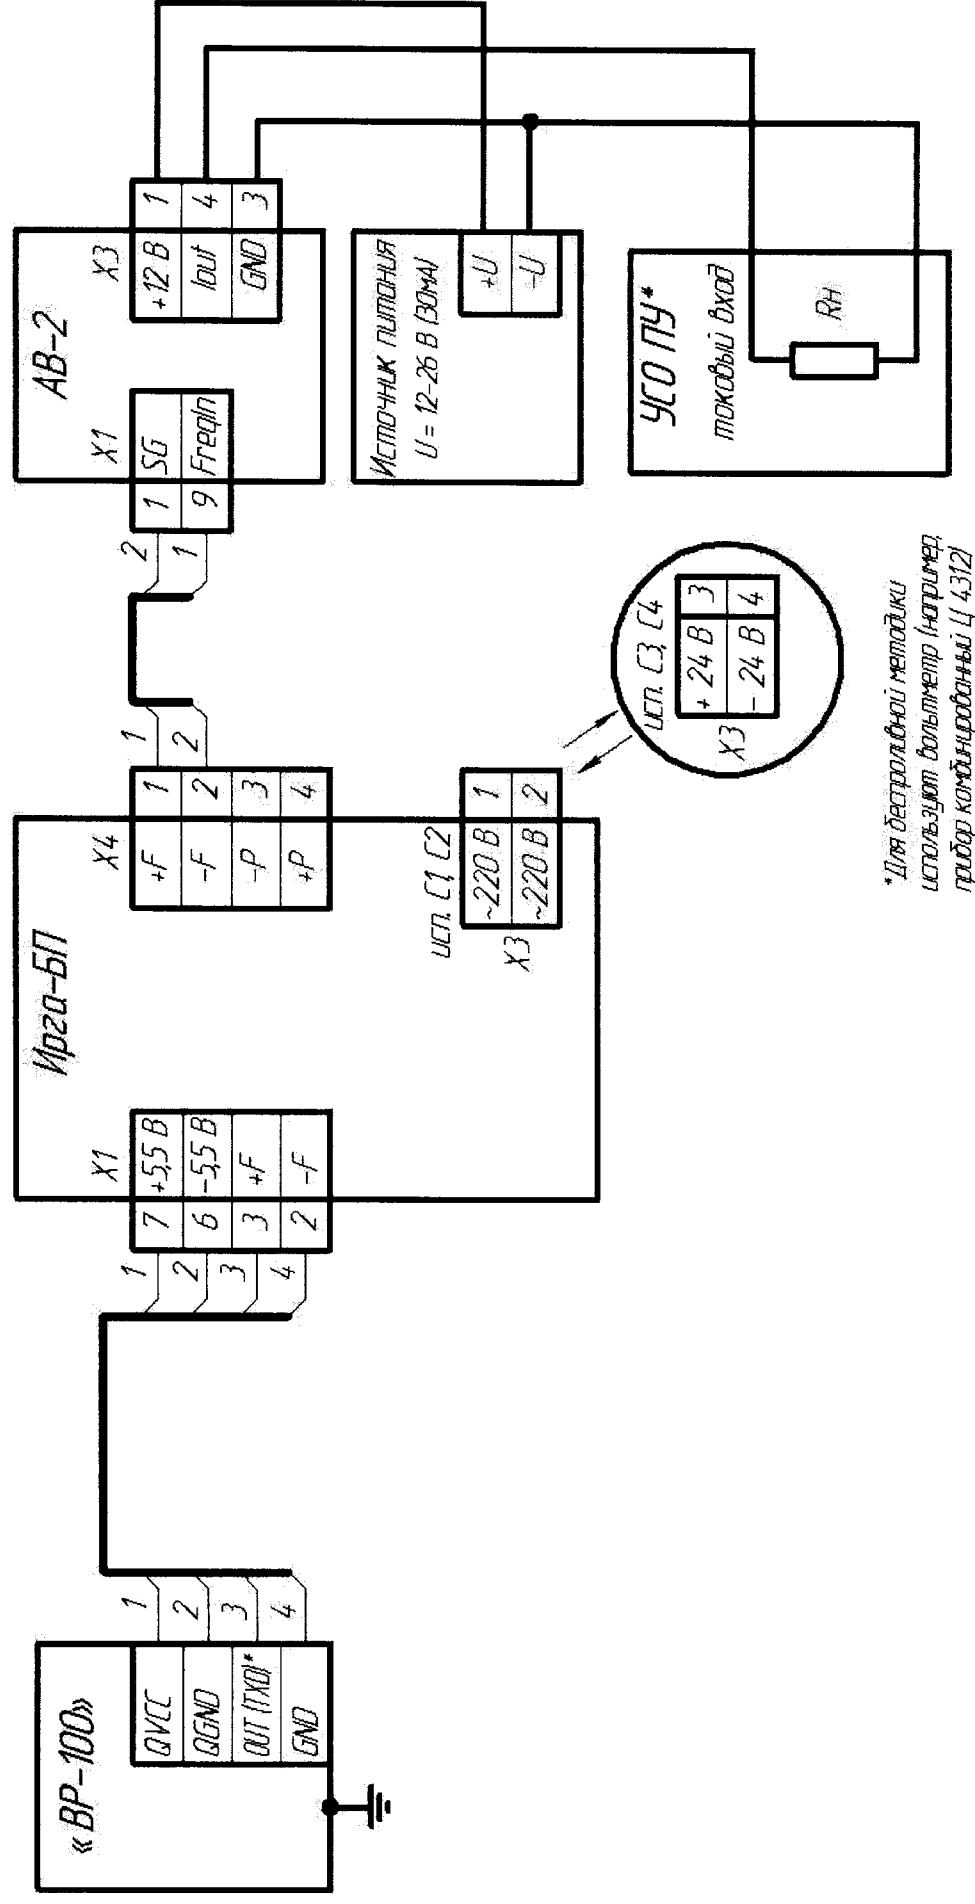 «ВР-100»
QVCC
QGND
OUT (TXD)*
GND
1
2
3
4
1
2
3
4
Ирга-БП
X1
7 +5,5 В
6 -5,5 В
3 +F
2 -F
X4
+F 1
-F 2
-P 3
+P 4
исп. С1, С2
~220 В 1
~220 В 2
X3
исп. С3, С4
+ 24 В 3
- 24 В 4
X3
1
2
2
1
АВ-2
X1
1 SG
9 FreqIn
X3
+12 В 1
Iout 4
GND 3
Источник питания
U = 12-26 В (30мА)
+U
-U
УСО ПУ*
токовый вход
Rн
*Для беспроливной методики
используют вольтметр (например,
прибор комбинированный Ц 4312)